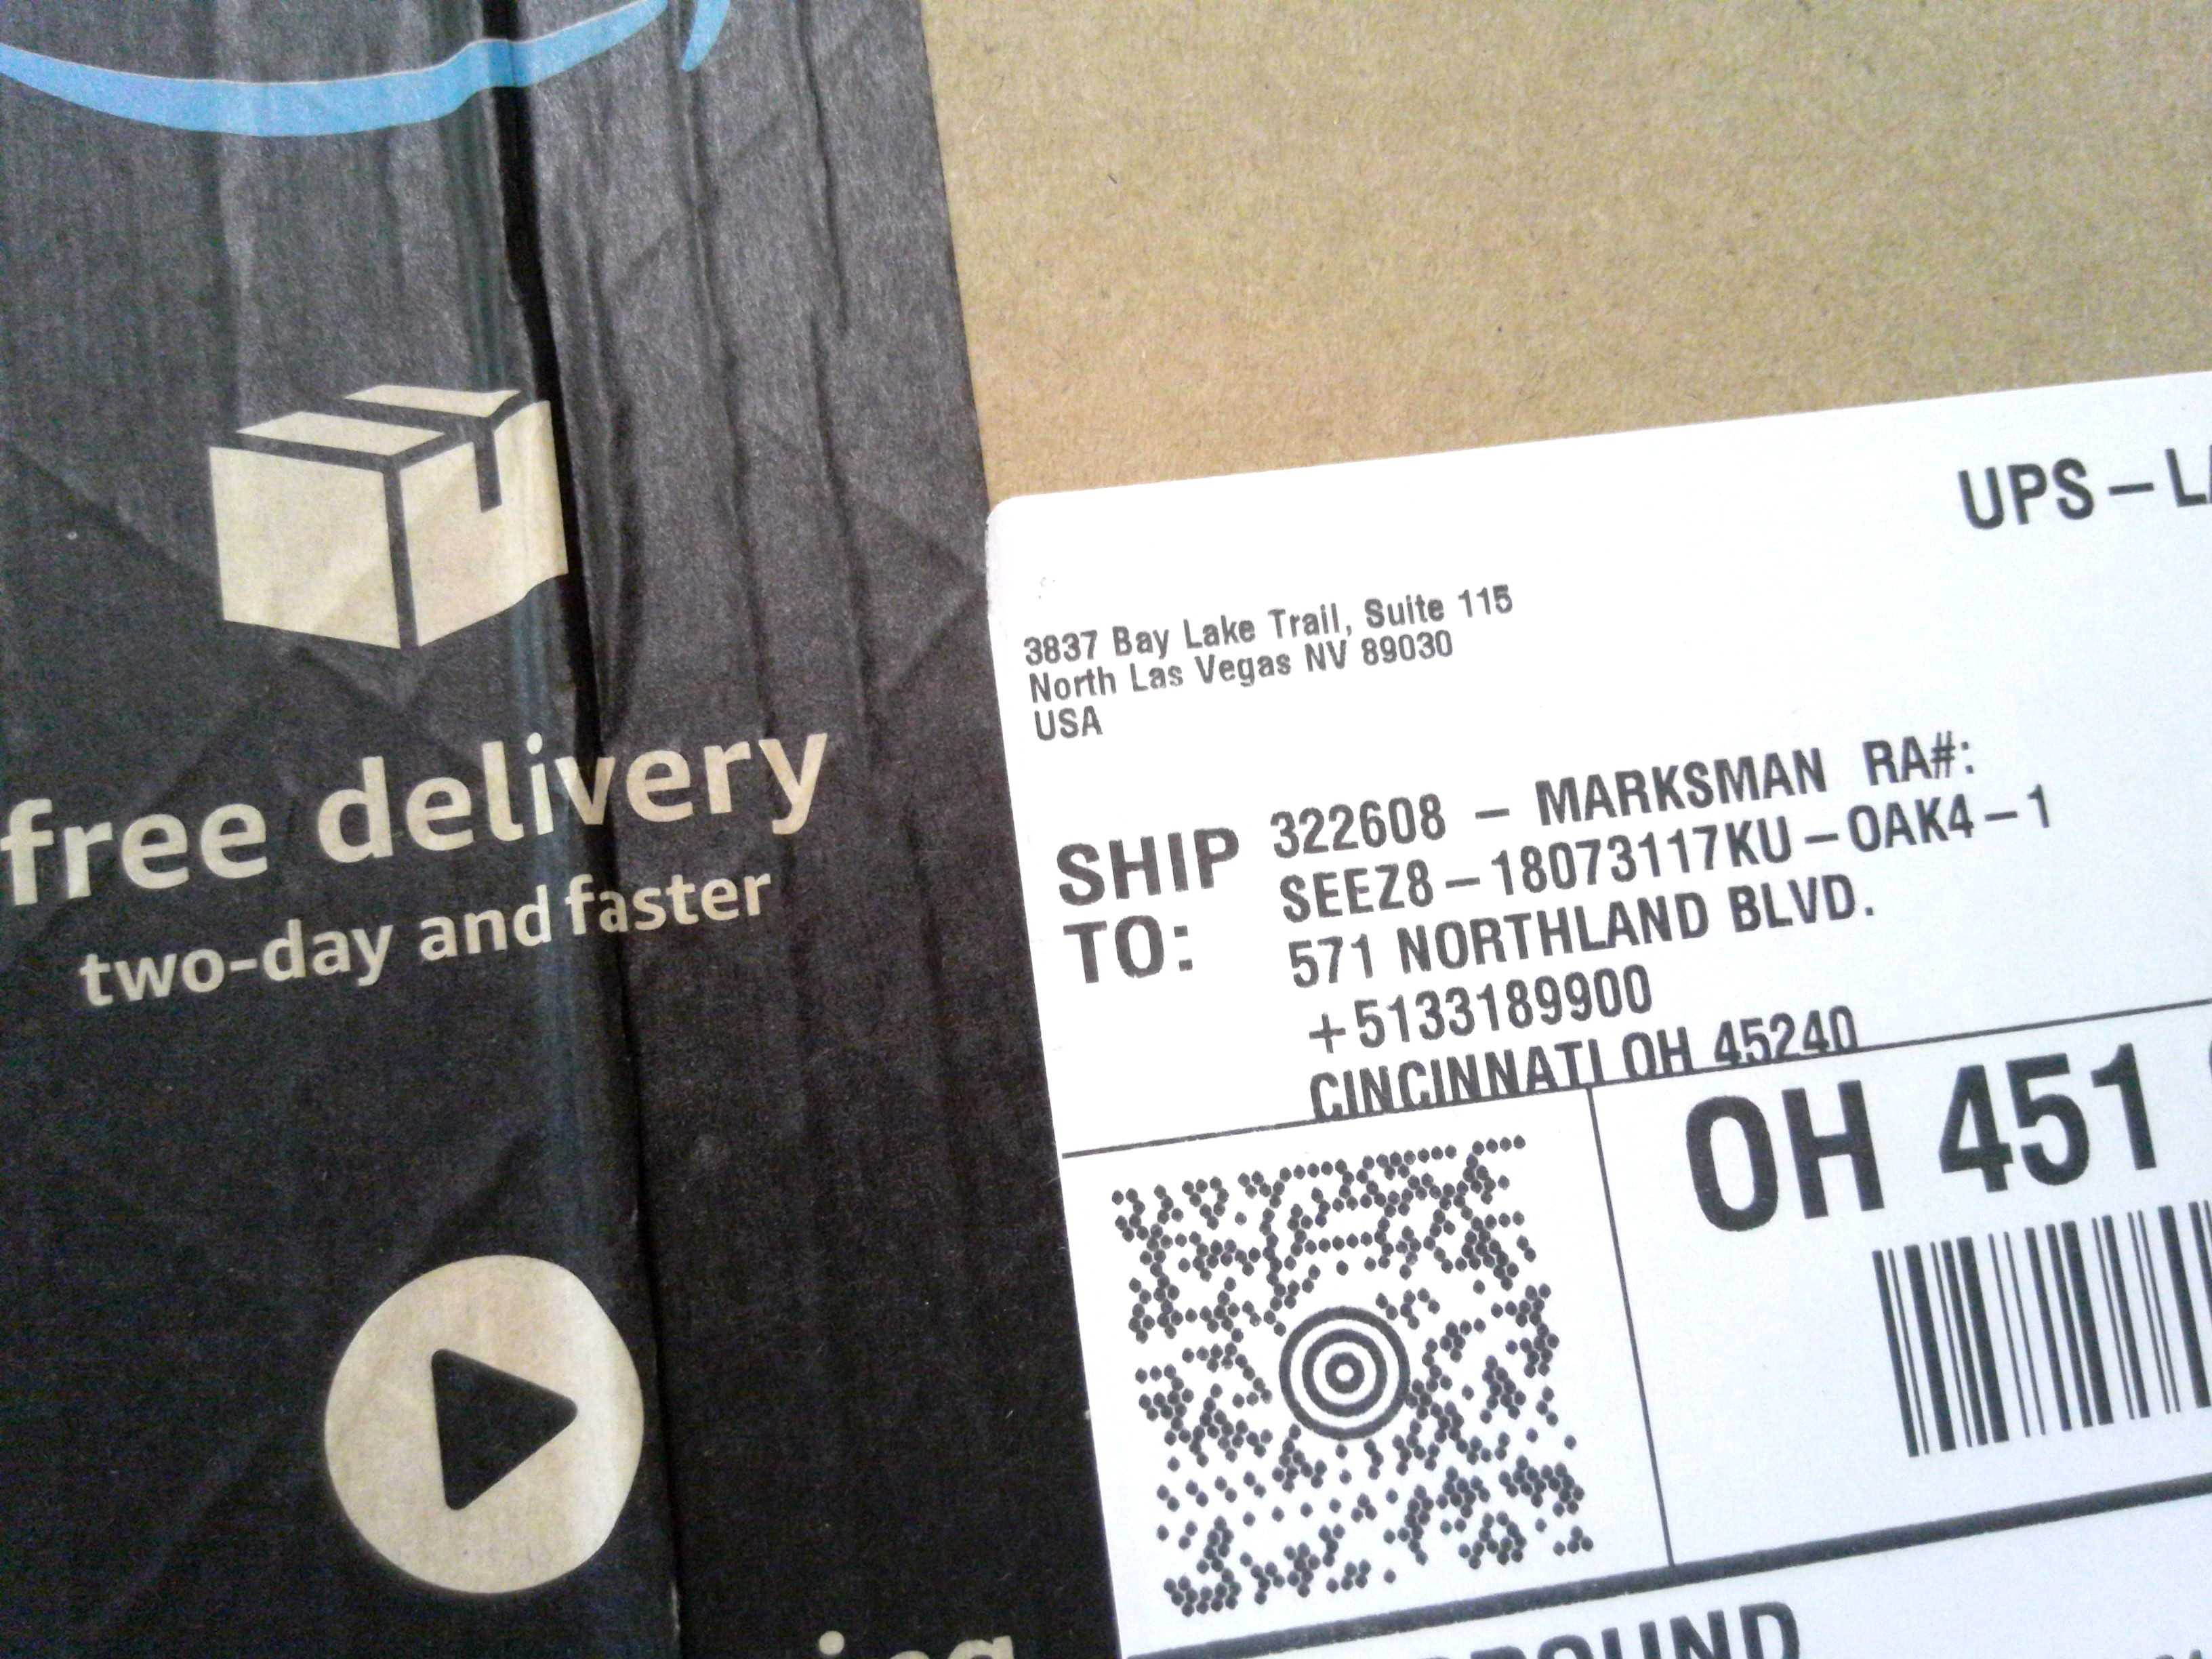 free delivery
two-day and faster
UPS – L
3837 Bay Lake Trail, Suite 115
North Las Vegas NV 89030
USA
SHIP TO:
322608 – MARKSMAN RA#:
SEEZ8 – 18073117KU – OAK4 – 1
571 NORTHLAND BLVD.
+5133189900
CINCINNATI OH 45240
OH 451